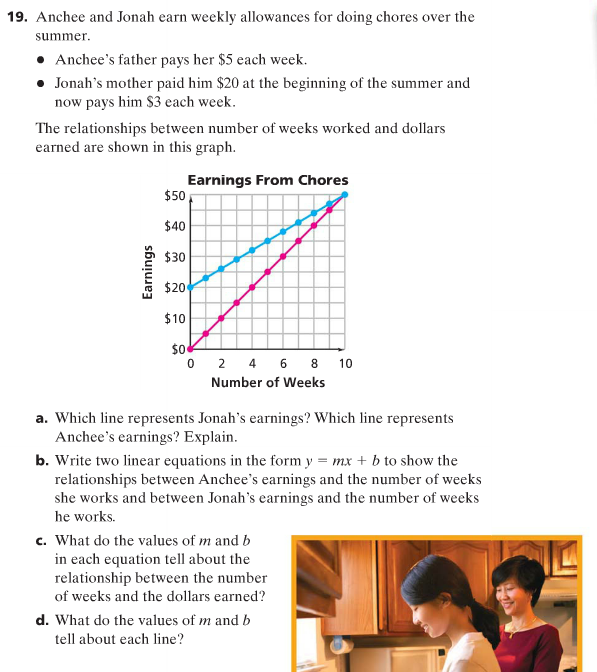 19. Anchee and Jonah earn weekly allowances for doing chores over the
summer.
• Anchee's father pays her $5 each week.
• Jonah's mother paid him $20 at the beginning of the summer and
now pays him $3 each week.
The relationships between number of weeks worked and dollars
earned are shown in this graph.
Earnings From Chores
$50
$40
$30
$20
$10
$0
Earnings
0 2 4 6 8 10
Number of Weeks
a. Which line represents Jonah's earnings? Which line represents
Anchee's earnings? Explain.
b. Write two linear equations in the form y = mx + b to show the
relationships between Anchee's earnings and the number of weeks
she works and between Jonah's earnings and the number of weeks
he works.
c. What do the values of m and b
in each equation tell about the
relationship between the number
of weeks and the dollars earned?
d. What do the values of m and b
tell about each line?